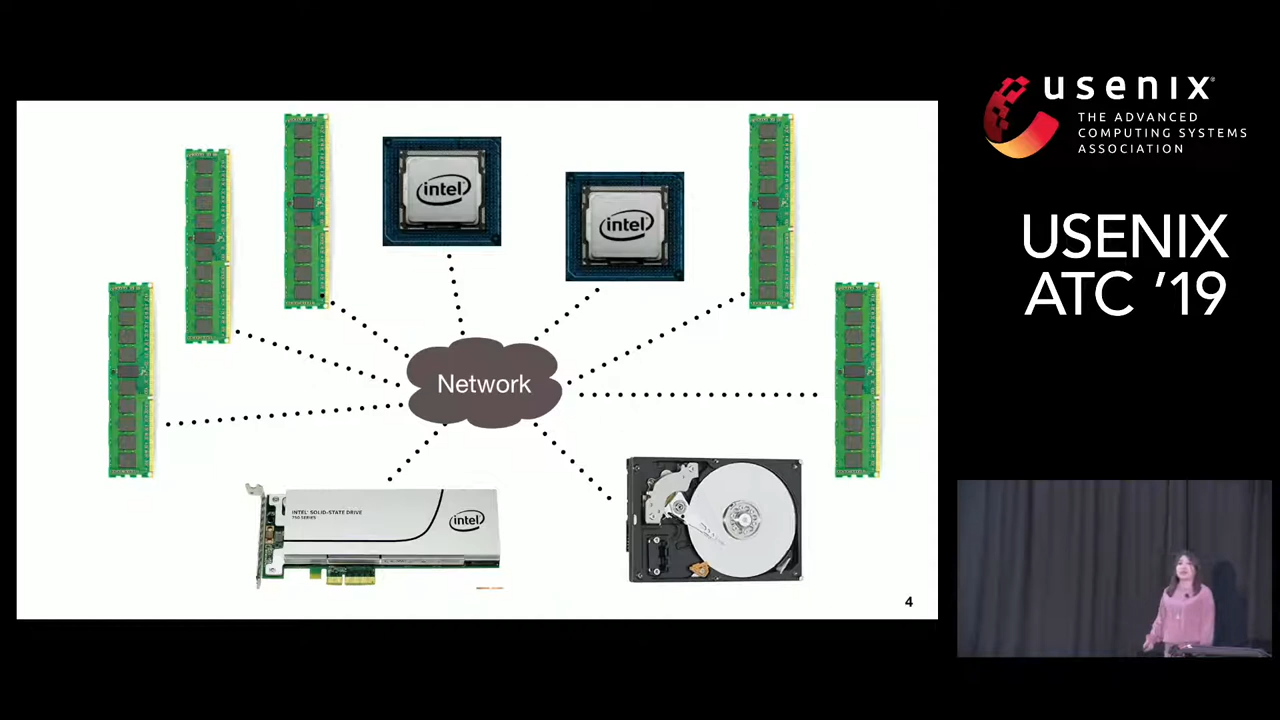 intel
intel
Network
INTEL® SOLID-STATE DRIVE
750 SERIES
intel
4
usenix
THE ADVANCED
COMPUTING SYSTEMS
ASSOCIATION
USENIX
ATC '19